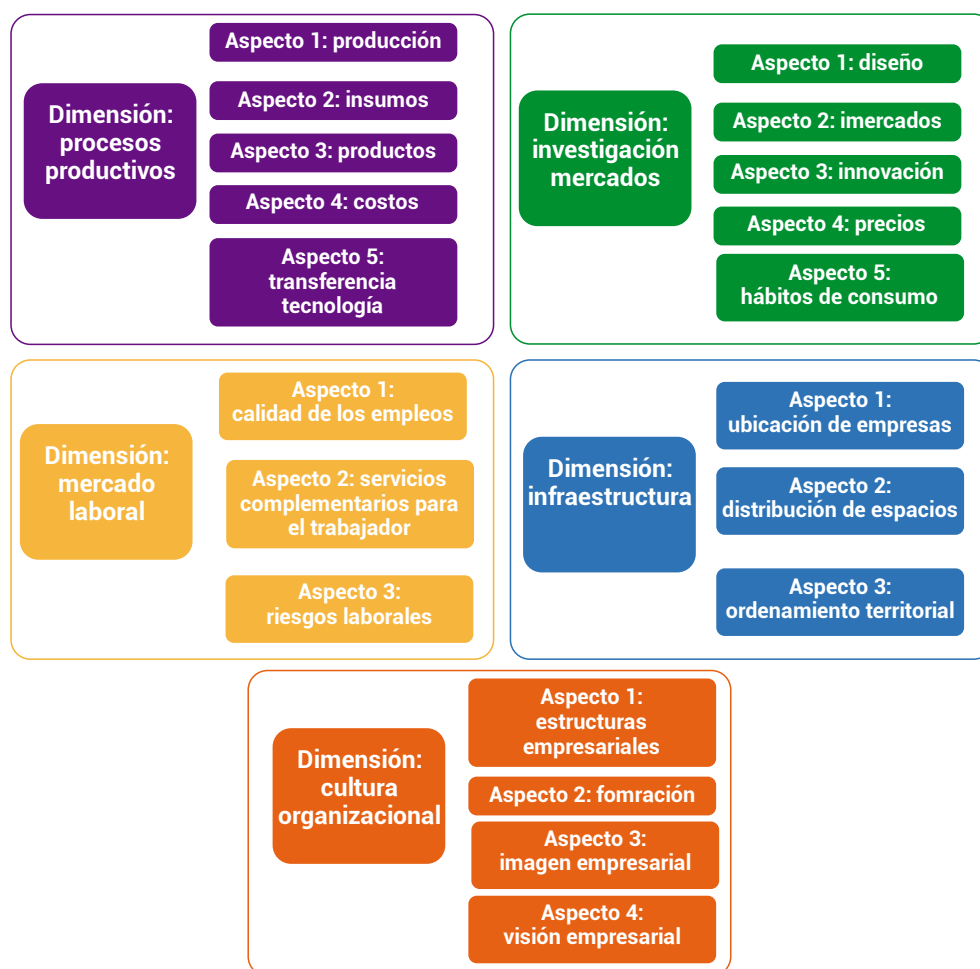 Dimensión:
procesos
productivos
Aspecto 1: producción
Aspecto 2: insumos
Aspecto 3: productos
Aspecto 4: costos
Aspecto 5:
transferencia
tecnología
Dimensión:
investigación
mercados
Aspecto 1: diseño
Aspecto 2: imercados
Aspecto 3: innovación
Aspecto 4: precios
Aspecto 5:
hábitos de consumo
Dimensión:
mercado
laboral
Aspecto 1:
calidad de los empleos
Aspecto 2: servicios
complementarios para
el trabajador
Aspecto 3:
riesgos laborales
Dimensión:
infraestructura
Aspecto 1:
ubicación de empresas
Aspecto 2:
distribución de espacios
Aspecto 3:
ordenamiento territorial
Dimensión:
cultura
organizacional
Aspecto 1:
estructuras
empresariales
Aspecto 2: fomración
Aspecto 3:
imagen empresarial
Aspecto 4:
visión empresarial